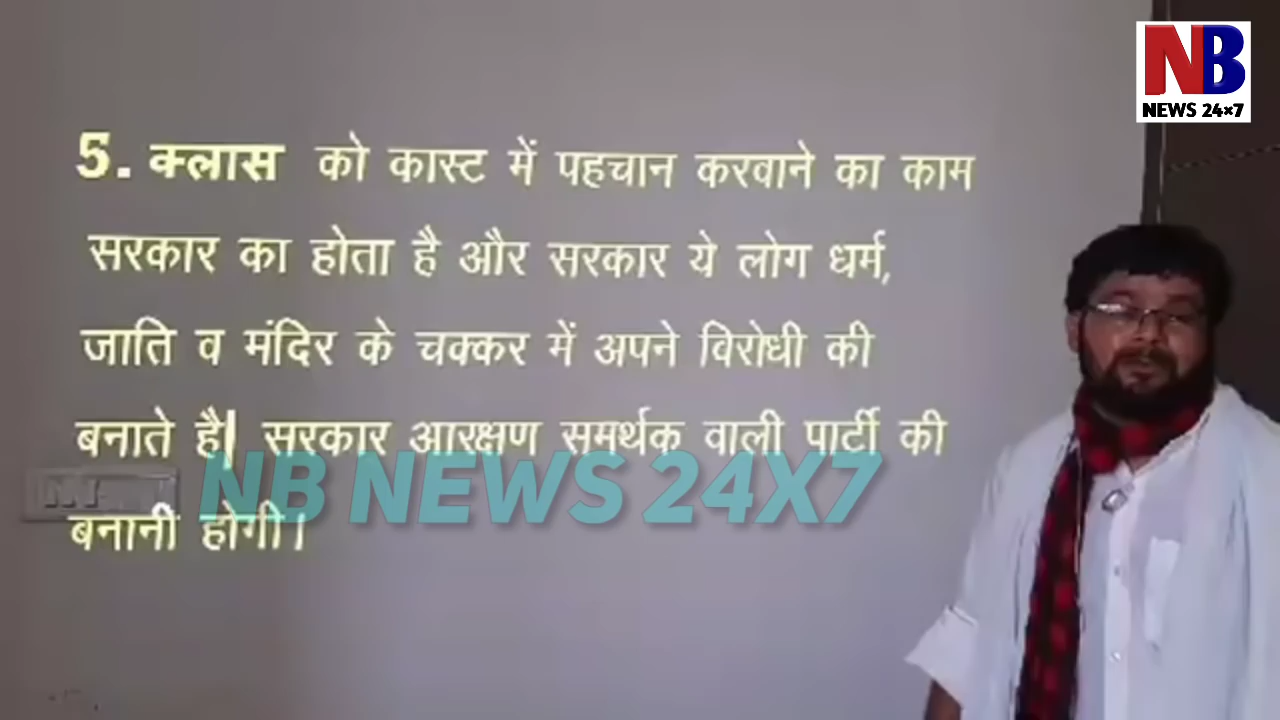 NB
NEWS 24×7
5. क्लास को कास्ट में पहचान करवाने का काम
सरकार का होता है और सरकार ये लोग धर्म,
जाति व मंदिर के चक्कर में अपने विरोधी की
बनाते है| सरकार आरक्षण समर्थक वाली पार्टी की
NB NEWS 24X7
बनानी होगी।